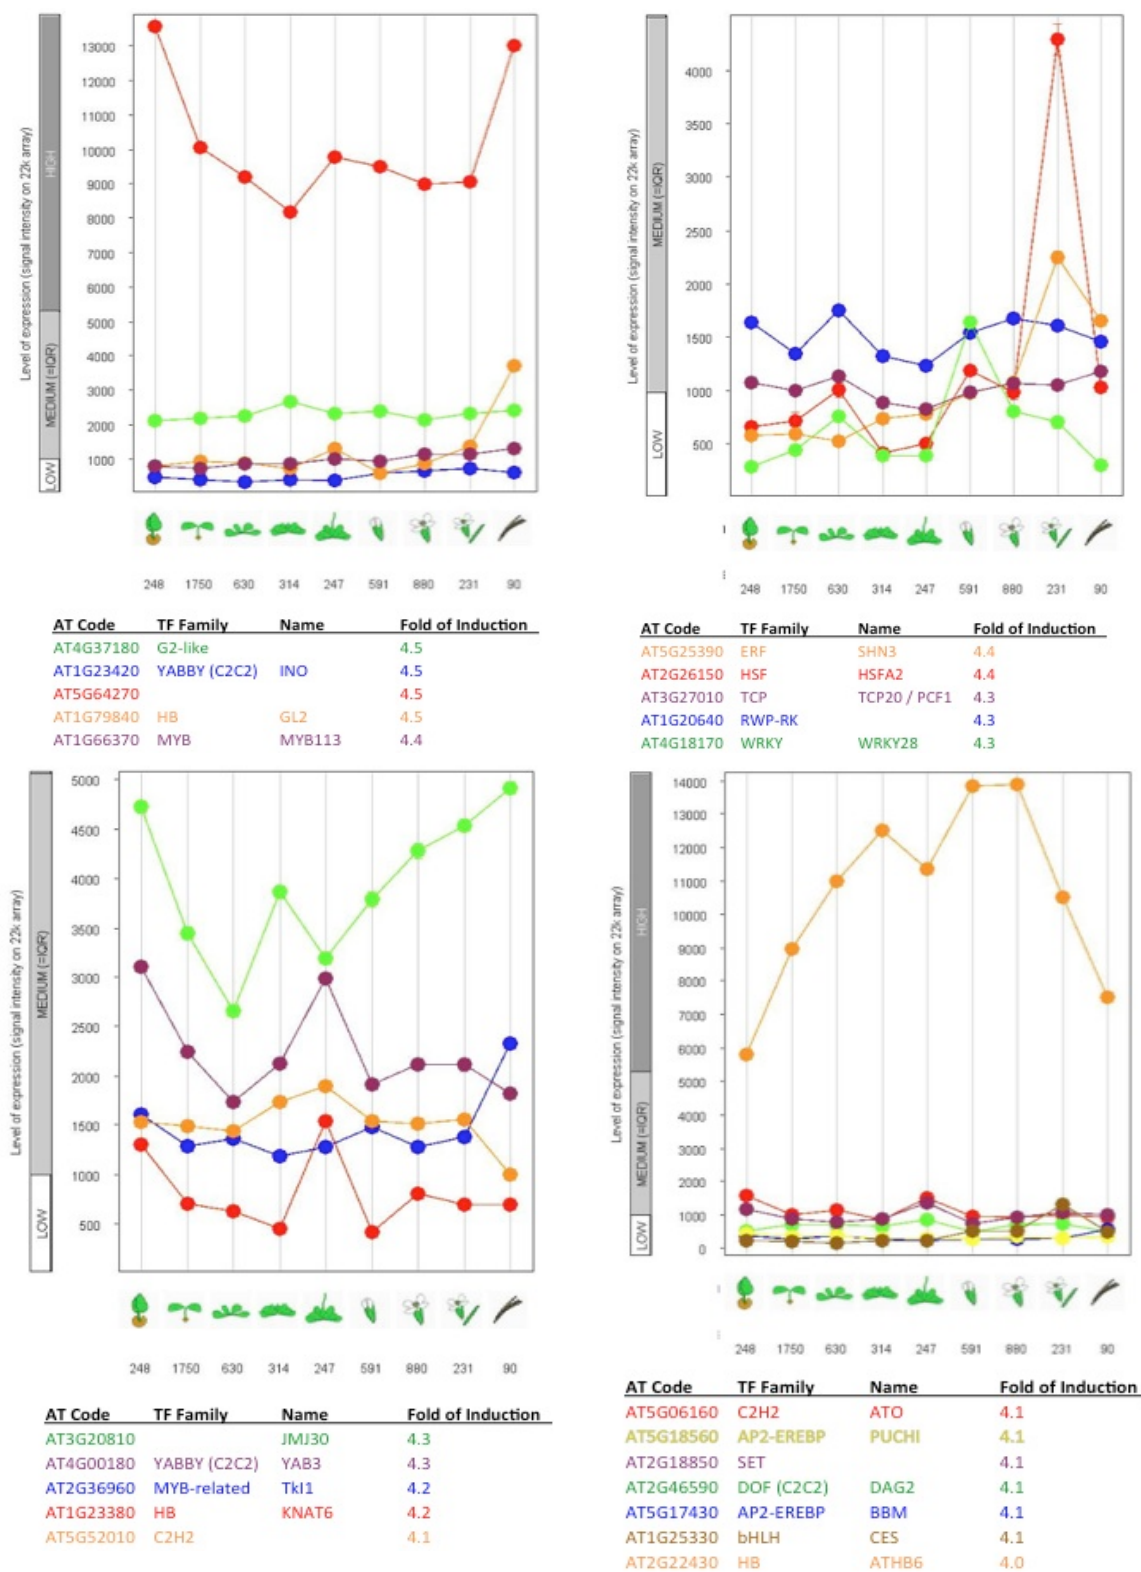 Level of expression (signal intensity on 22k array)
HIGH
MEDIUM (=IQR)
LOW
13000
12000
11000
10000
9000
8000
7000
6000
5000
4000
3000
2000
1000
248 1750 630 314 247 591 880 231 90
AT Code TF Family Name Fold of Induction
AT4G37180 G2-like 4.5
AT1G23420 YABBY (C2C2) INO 4.5
AT5G64270 4.5
AT1G79840 HB GL2 4.5
AT1G66370 MYB MYB113 4.4
Level of expression (signal intensity on 22k array)
MEDIUM (=IQR)
LOW
4000
3500
3000
2500
2000
1500
1000
500
248 1750 630 314 247 591 880 231 90
AT Code TF Family Name Fold of Induction
AT5G25390 ERF SHN3 4.4
AT2G26150 HSF HSFA2 4.4
AT3G27010 TCP TCP20 / PCF1 4.3
AT1G20640 RWP-RK 4.3
AT4G18170 WRKY WRKY28 4.3
Level of expression (signal intensity on 22k array)
MEDIUM (=IQR)
LOW
5000
4500
4000
3500
3000
2500
2000
1500
1000
500
248 1750 630 314 247 591 880 231 90
AT Code TF Family Name Fold of Induction
AT3G20810 JMJ30 4.3
AT4G00180 YABBY (C2C2) YAB3 4.3
AT2G36960 MYB-related TkI1 4.2
AT1G23380 HB KNAT6 4.2
AT5G52010 C2H2 4.1
Level of expression (signal intensity on 22k array)
HIGH
MEDIUM (=IQR)
LOW
14000
13000
12000
11000
10000
9000
8000
7000
6000
5000
4000
3000
2000
1000
0
248 1750 630 314 247 591 880 231 90
AT Code TF Family Name Fold of Induction
AT5G06160 C2H2 ATO 4.1
AT5G18560 AP2-EREBP PUCHI 4.1
AT2G18850 SET 4.1
AT2G46590 DOF (C2C2) DAG2 4.1
AT5G17430 AP2-EREBP BBM 4.1
AT1G25330 bHLH CES 4.1
AT2G22430 HB ATHB6 4.0